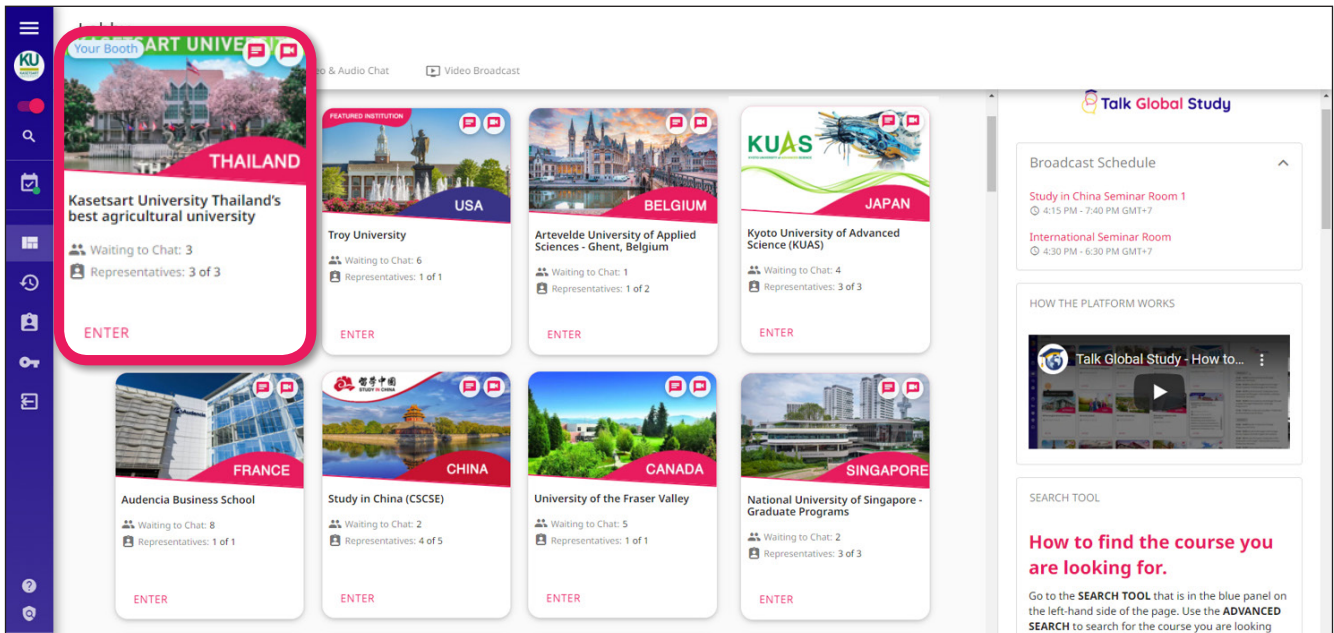 KU
Your Booth
ART UNIVE
THAILAND
Kasetsart University Thailand's
best agricultural university
Waiting to Chat: 3
Representatives: 3 of 3
ENTER
& Audio Chat
Video Broadcast
FEATURED INSTITUTION
USA
Troy University
Waiting to Chat: 6
Representatives: 1 of 1
ENTER
BELGIUM
Artevelde University of Applied
Sciences - Ghent, Belgium
Waiting to Chat: 1
Representatives: 1 of 2
ENTER
KUAS
JAPAN
Kyoto University of Advanced
Science (KUAS)
Waiting to Chat: 4
Representatives: 3 of 3
ENTER
Audencia
FRANCE
Audencia Business School
Waiting to Chat: 8
Representatives: 1 of 1
ENTER
留学中国
STUDY IN CHINA
CHINA
Study in China (CSCSE)
Waiting to Chat: 2
Representatives: 4 of 5
ENTER
CANADA
University of the Fraser Valley
Waiting to Chat: 5
Representatives: 1 of 1
ENTER
SINGAPORE
National University of Singapore -
Graduate Programs
Waiting to Chat: 2
Representatives: 3 of 3
ENTER
Talk Global Study
Broadcast Schedule
Study in China Seminar Room 1
4:15 PM - 7:40 PM GMT+7
International Seminar Room
4:30 PM - 6:30 PM GMT+7
HOW THE PLATFORM WORKS
Talk Global Study - How to...
SEARCH TOOL
How to find the course you
are looking for.
Go to the SEARCH TOOL that is in the blue panel on
the left-hand side of the page. Use the ADVANCED
SEARCH to search for the course you are looking